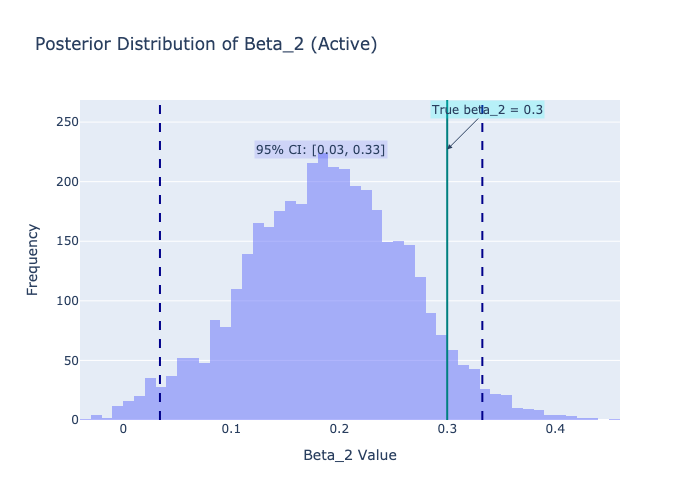 Posterior Distribution of Beta_2 (Active)
True beta_2 = 0.3
95% CI: [0.03, 0.33]
Frequency
250
200
150
100
50
0
0 0.1 0.2 0.3 0.4
Beta_2 Value